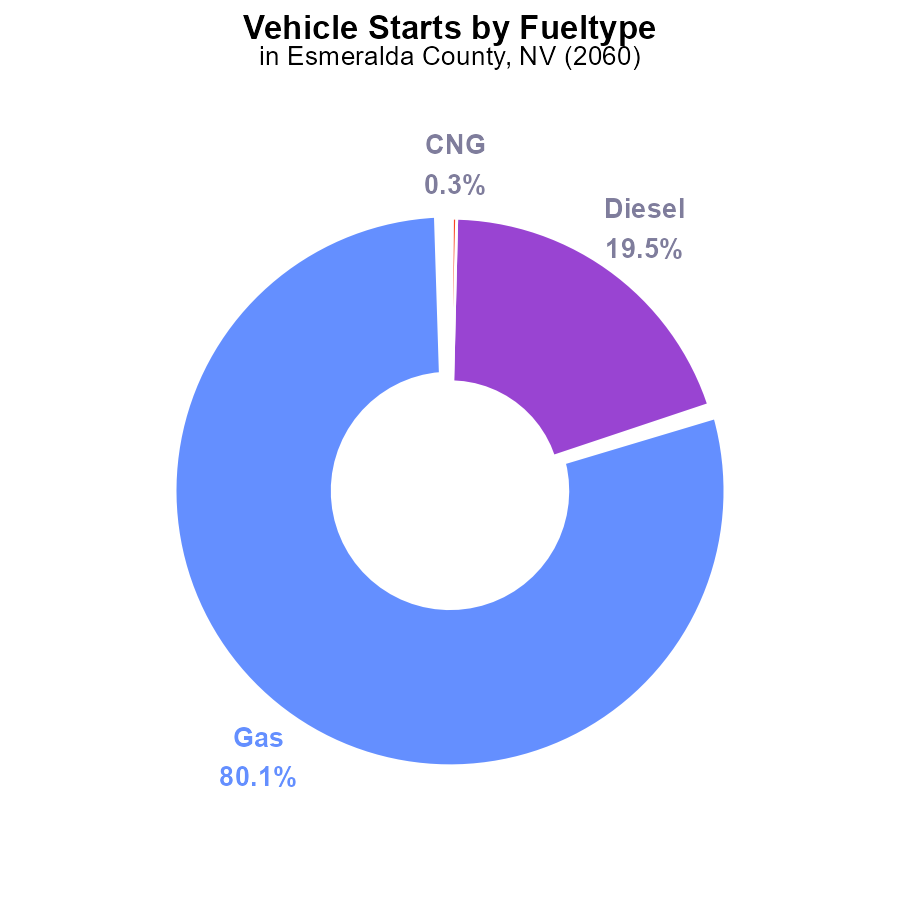 Vehicle Starts by Fueltype
in Esmeralda County, NV (2060)
CNG
0.3%
Diesel
19.5%
Gas
80.1%